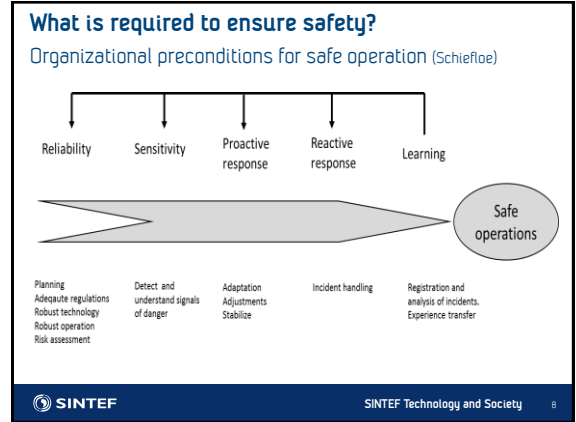 What is required to ensure safety?
Organizational preconditions for safe operation (Schiefloe)
Reliability
Sensitivity
Proactive
response
Reactive
response
Learning
Safe
operations
Planning
Adeqaute regulations
Robust technology
Robust operation
Risk assessment
Detect and
understand signals
of danger
Adaptation
Adjustments
Stabilize
Incident handling
Registration and
analysis of incidents.
Experience transfer
SINTEF
SINTEF Technology and Society
8